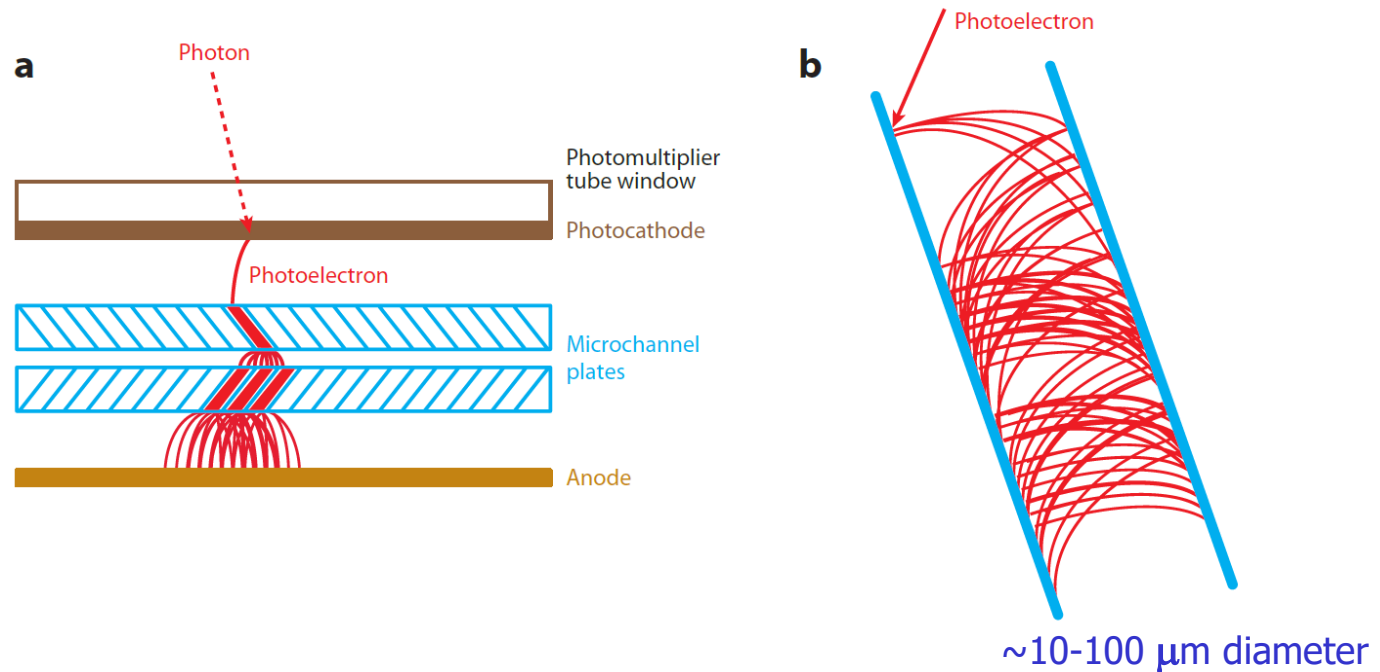 a
Photon
Photomultiplier
tube window
Photocathode
Photoelectron
Microchannel
plates
Anode
b
Photoelectron
~10-100 μm diameter